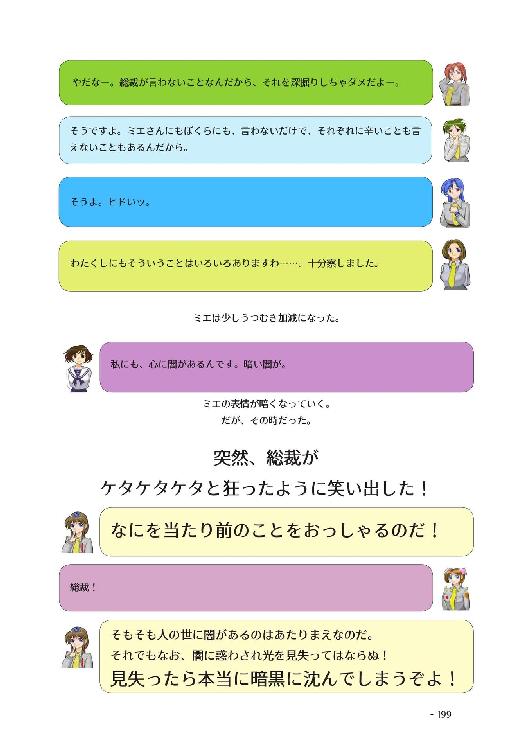 やだなー。総裁が言わないことなんだから、それを深掘りしちゃダメだよー。
そうですよ。ミエさんにもぼくらにも、言わないだけで、それぞれに辛いことも言
えないこともあるんだから。
そうよ。ヒドいッ。
わたくしにもそういうことはいろいろありますわ……、十分察しました。
ミエは少しうつむき加減になった。
私にも、心に闇があるんです。暗い闇が。
ミエの表情が暗くなっていく。
だが、その時だった。
突然、総裁が
ケタケタケタと狂ったように笑い出した！
なにを当たり前のことをおっしゃるのだ！
総裁！
そもそも人の世に闇があるのはあたりまえなのだ。
それでもなお、闇に惑わされ光を見失ってはならぬ！
見失ったら本当に暗黒に沈んでしまうぞよ！
- 199